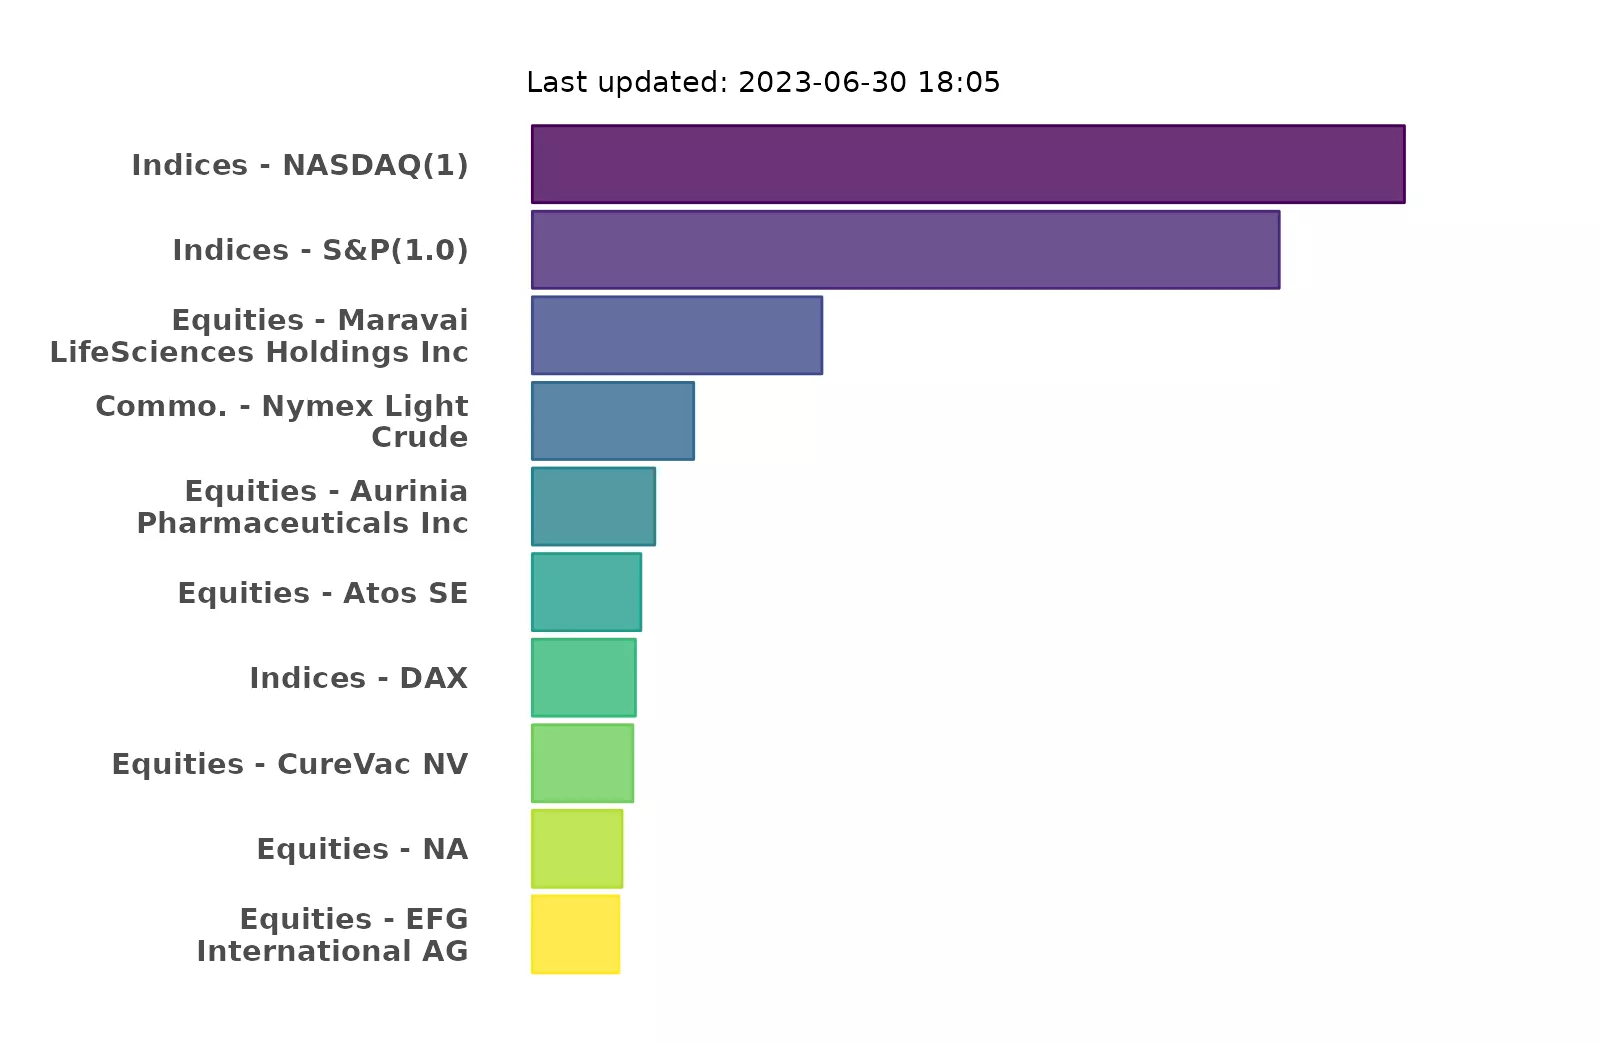 Last updated: 2023-06-30 18:05
Indices - NASDAQ(1)
Indices - S&P(1.0)
Equities - Maravai
LifeSciences Holdings Inc
Commo. - Nymex Light
Crude
Equities - Aurinia
Pharmaceuticals Inc
Equities - Atos SE
Indices - DAX
Equities - CureVac NV
Equities - NA
Equities - EFG
International AG